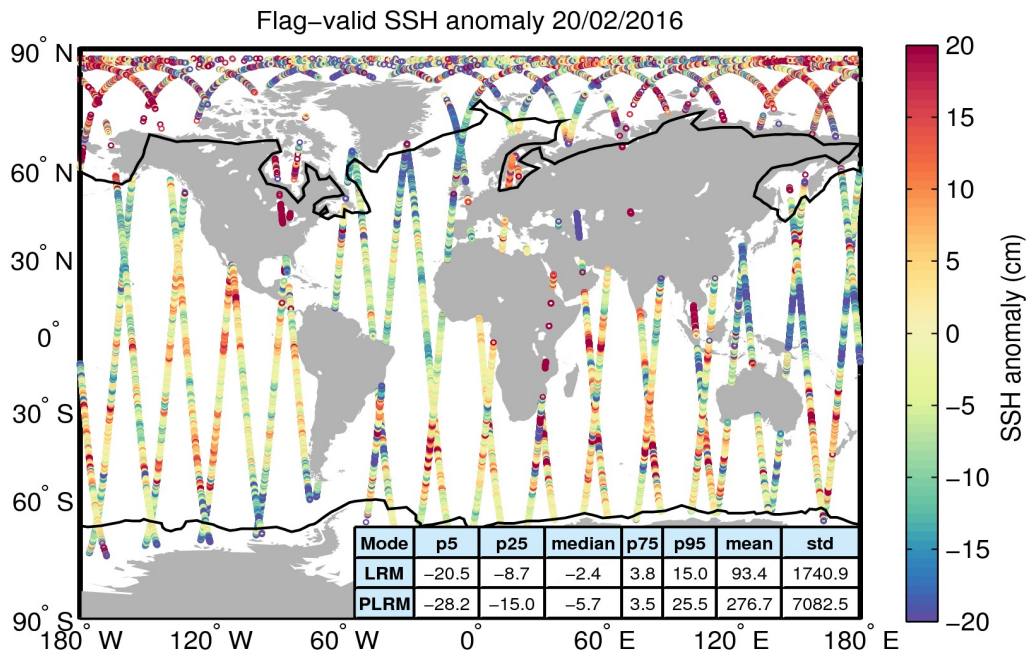 Flag−valid SSH anomaly 20/02/2016
90° N
60° N
30° N
0°
30° S
60° S
90° S
180° W 120° W 60° W 0° 60° E 120° E 180° E
Mode p5 p25 median p75 p95 mean std
LRM −20.5 −8.7 −2.4 3.8 15.0 93.4 1740.9
PLRM −28.2 −15.0 −5.7 3.5 25.5 276.7 7082.5
20
15
10
5
0
−5
−10
−15
−20
SSH anomaly (cm)